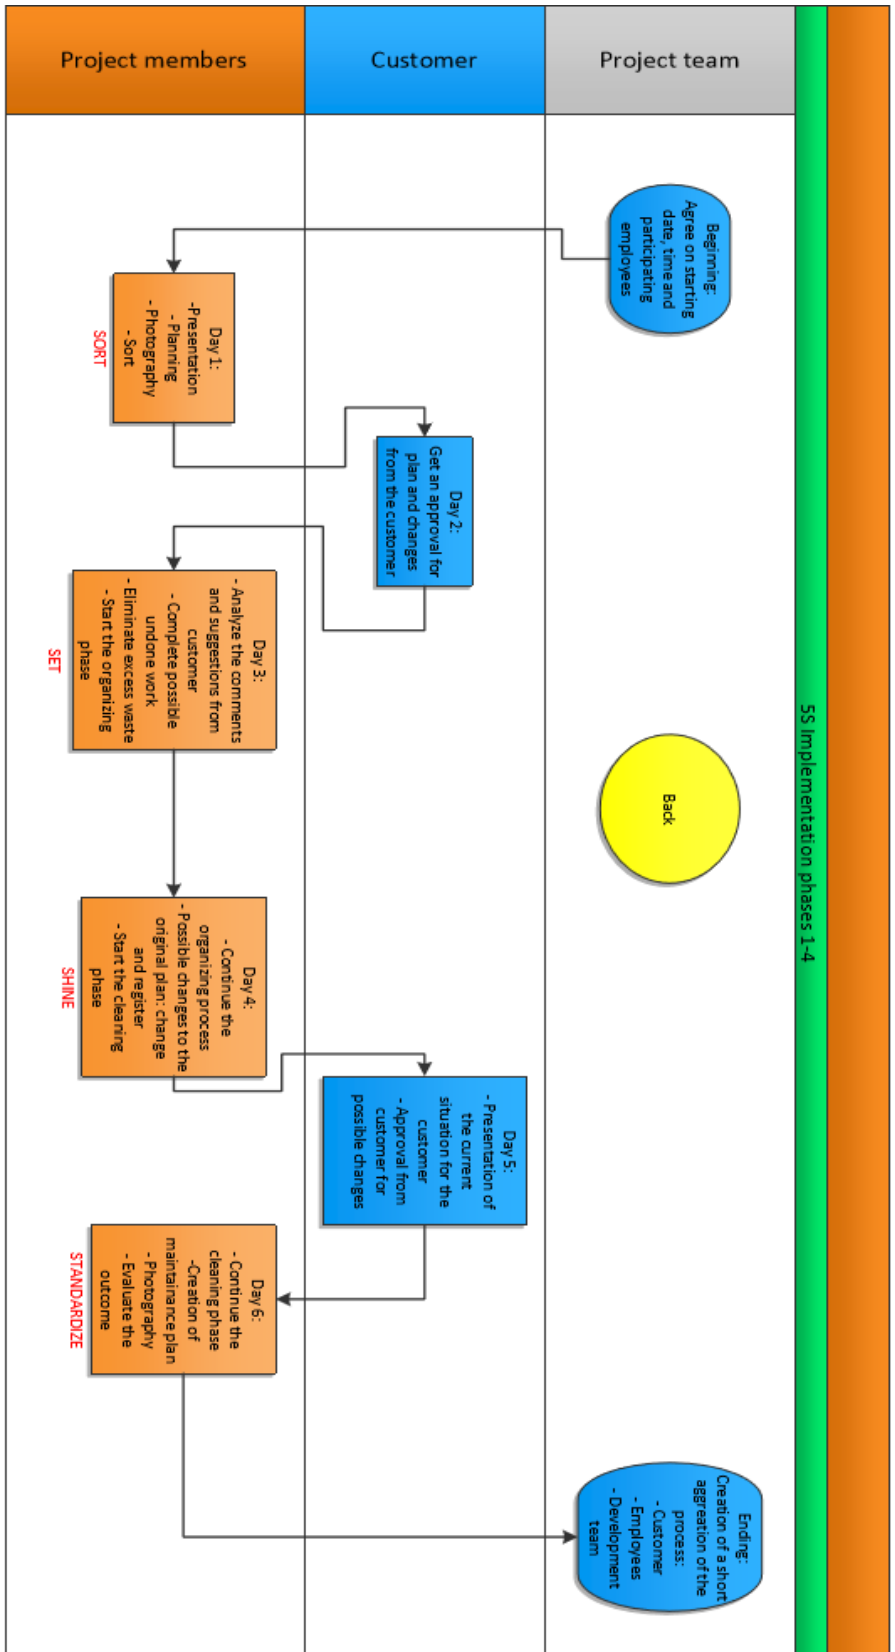 5S Implementation phases 1-4
Project team
Customer
Project members
Beginning:
Agree on starting
date, time and
participating
employees
Day 1:
-Presentation
- Planning
- Photography
- Sort
SORT
Day 2:
Get an approval for
plan and changes
from the customer
Day 3:
- Analyze the comments
and suggestions from
customer
- Complete possible
undone work
- Eliminate excess waste
- Start the organizing
phase
SET
Back
Day 4:
- Continue the
organizing process
- Possible changes to the
original plan: change
and register
- Start the cleaning
phase
SHINE
Day 5:
- Presentation of
the current
situation for the
customer
- Approval from
customer for
possible changes
Day 6:
- Continue the
cleaning phase
-Creation of
maintainance plan
- Photography
- Evaluate the
outcome
STANDARDIZE
Ending:
Creation of a short
aggreation of the
process:
- Customer
- Employees
- Development
team